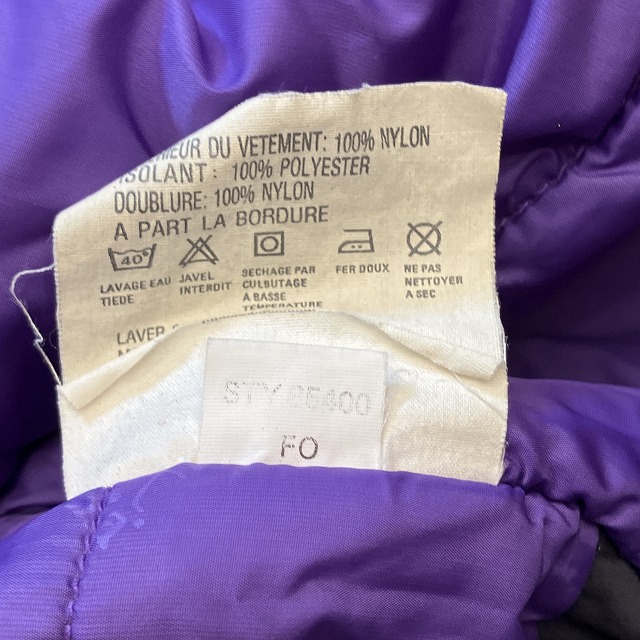 DU VETEMENT: 100% NYLON
ISOLANT: 100% POLYESTER
DOUBLURE: 100% NYLON
A PART LA BORDURE
40°
LAVAGE EAU TIEDE
JAVEL INTERDIT
SECHAGE PAR CULBUTAGE A BASSE TEMPERATURE
FER DOUX
NE PAS NETTOYER A SEC
LAVER
STY 85400
FO